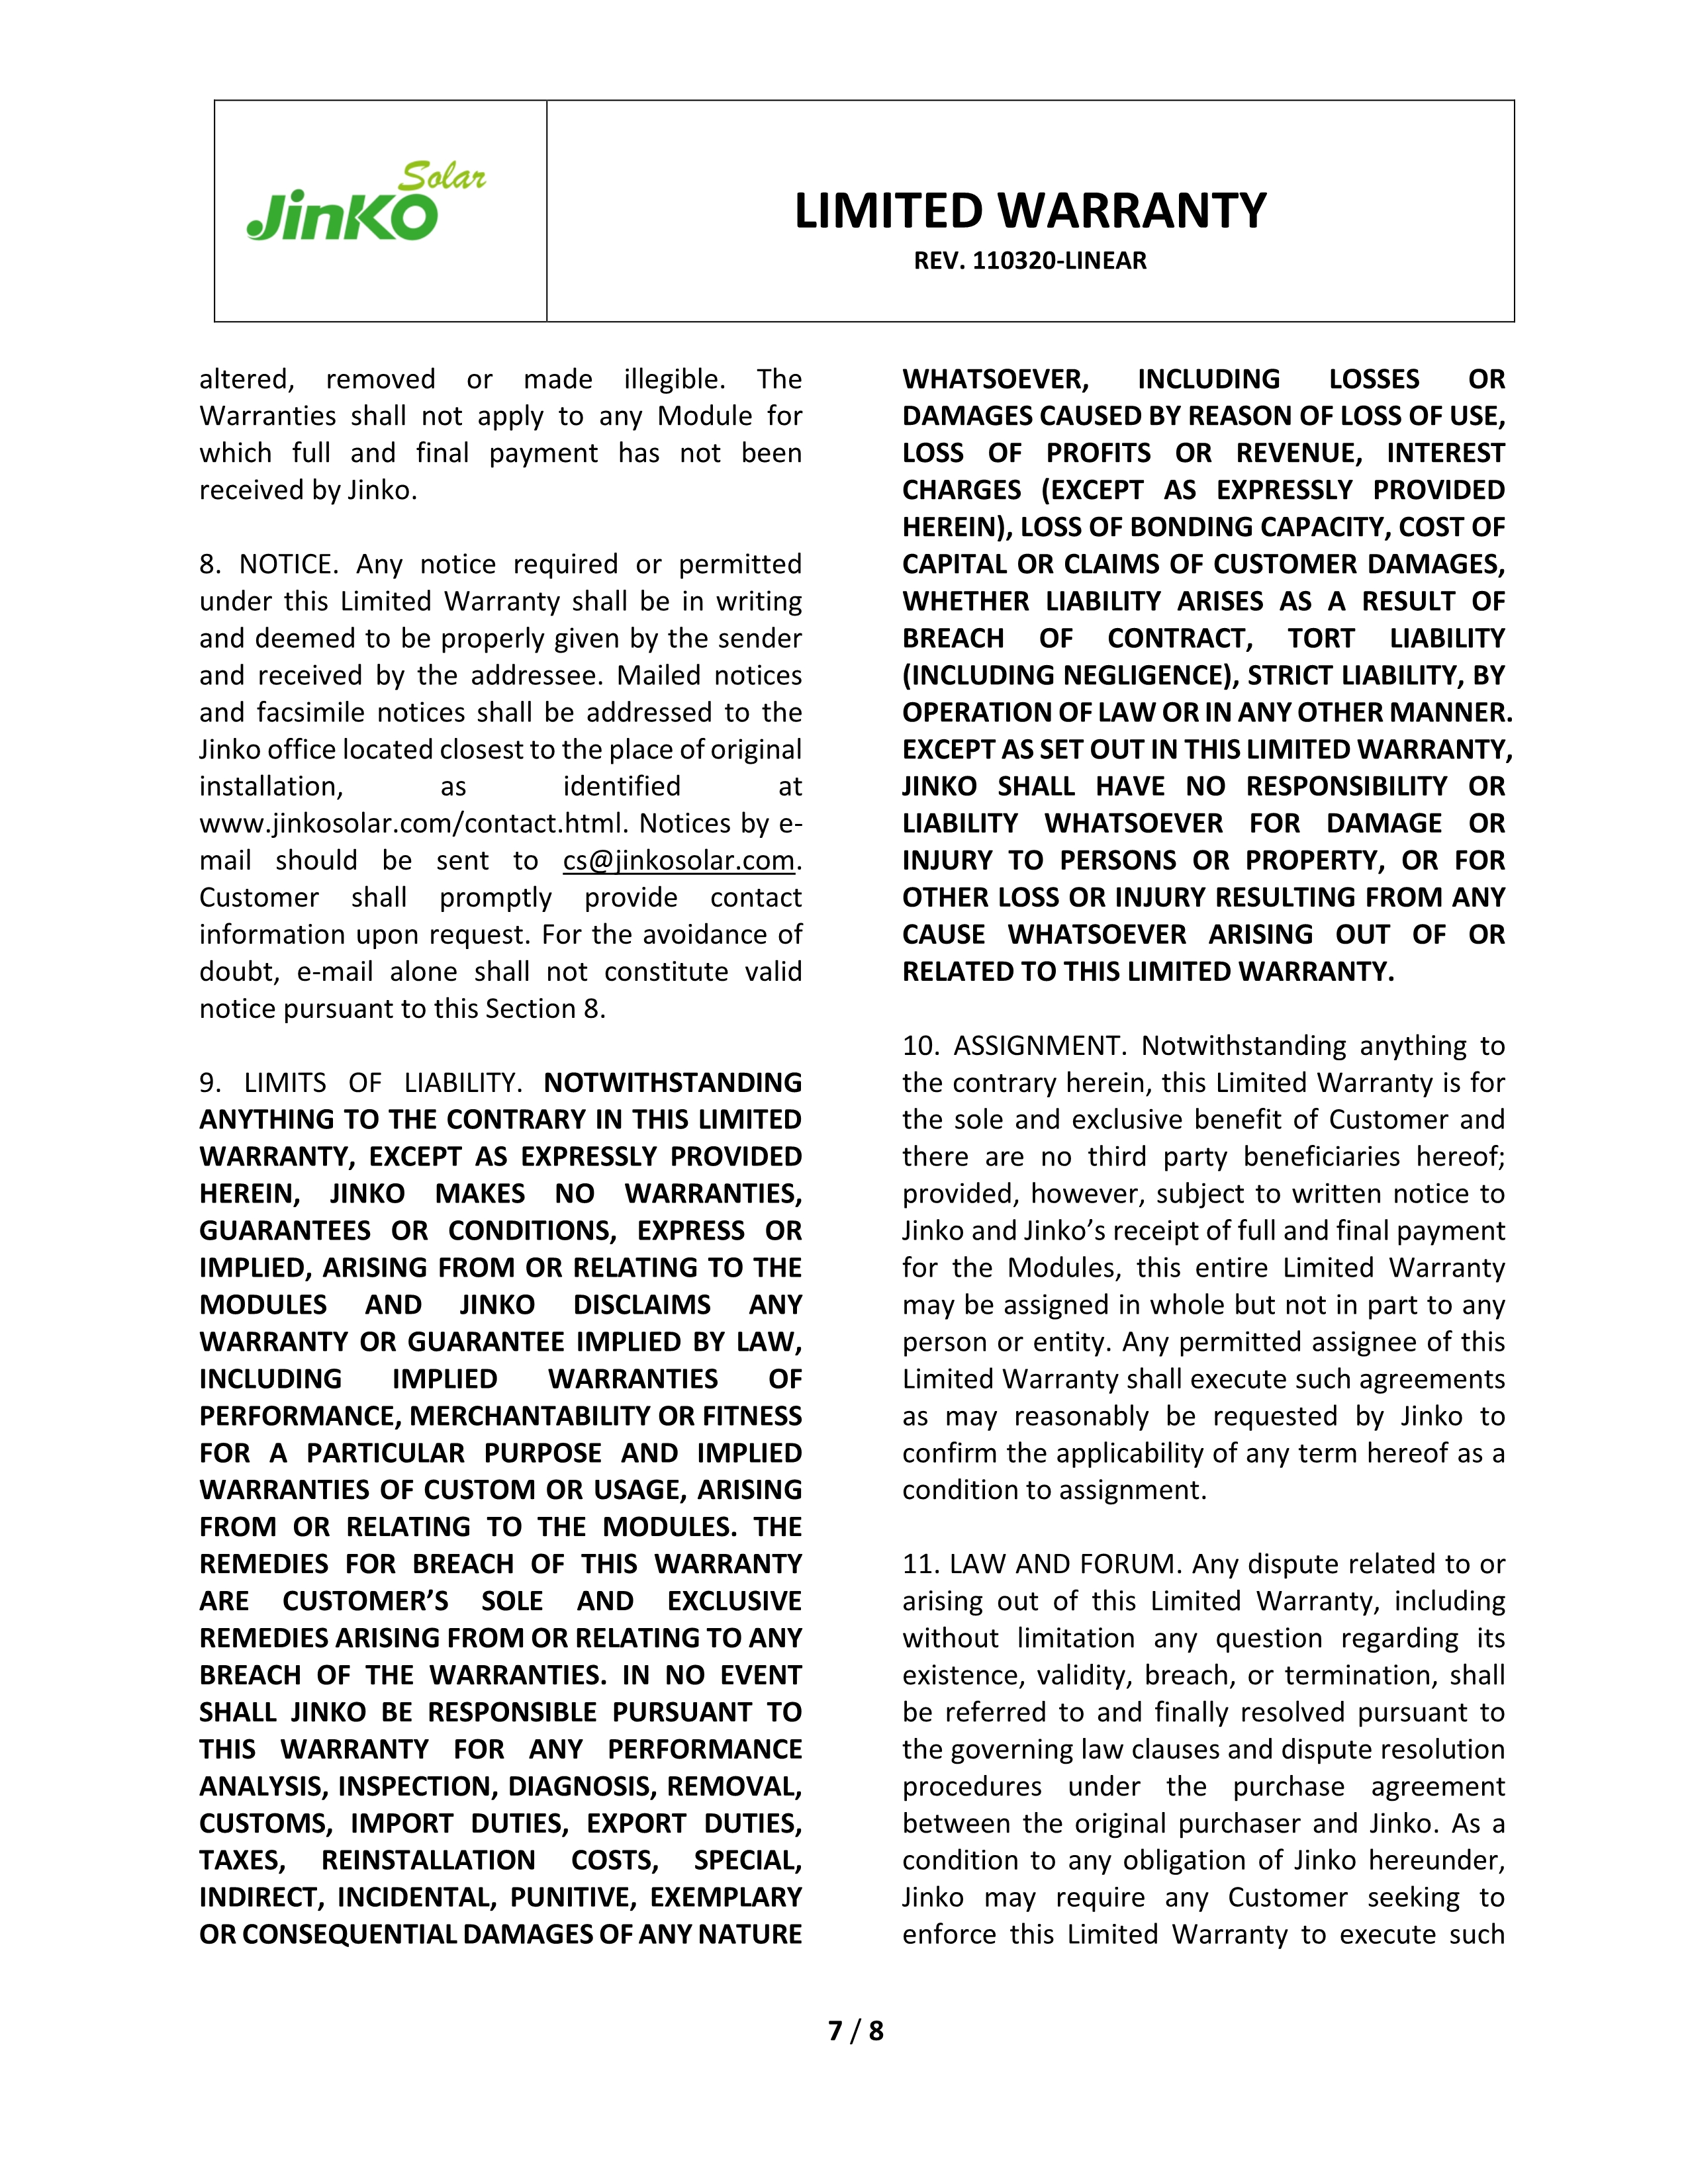 Solar
JinKO
LIMITED WARRANTY
REV. 110320-LINEAR
altered, removed or made illegible. The
Warranties shall not apply to any Module for
which full and final payment has not been
received by Jinko.
8. NOTICE. Any notice required or permitted
under this Limited Warranty shall be in writing
and deemed to be properly given by the sender
and received by the addressee. Mailed notices
and facsimile notices shall be addressed to the
Jinko office located closest to the place of original
installation, as identified at
www.jinkosolar.com/contact.html. Notices by e-
mail should be sent to cs@jinkosolar.com.
Customer shall promptly provide contact
information upon request. For the avoidance of
doubt, e-mail alone shall not constitute valid
notice pursuant to this Section 8.
9. LIMITS OF LIABILITY. NOTWITHSTANDING
ANYTHING TO THE CONTRARY IN THIS LIMITED
WARRANTY, EXCEPT AS EXPRESSLY PROVIDED
HEREIN, JINKO MAKES NO WARRANTIES,
GUARANTEES OR CONDITIONS, EXPRESS OR
IMPLIED, ARISING FROM OR RELATING TO THE
MODULES AND JINKO DISCLAIMS ANY
WARRANTY OR GUARANTEE IMPLIED BY LAW,
INCLUDING IMPLIED WARRANTIES OF
PERFORMANCE, MERCHANTABILITY OR FITNESS
FOR A PARTICULAR PURPOSE AND IMPLIED
WARRANTIES OF CUSTOM OR USAGE, ARISING
FROM OR RELATING TO THE MODULES. THE
REMEDIES FOR BREACH OF THIS WARRANTY
ARE CUSTOMER’S SOLE AND EXCLUSIVE
REMEDIES ARISING FROM OR RELATING TO ANY
BREACH OF THE WARRANTIES. IN NO EVENT
SHALL JINKO BE RESPONSIBLE PURSUANT TO
THIS WARRANTY FOR ANY PERFORMANCE
ANALYSIS, INSPECTION, DIAGNOSIS, REMOVAL,
CUSTOMS, IMPORT DUTIES, EXPORT DUTIES,
TAXES, REINSTALLATION COSTS, SPECIAL,
INDIRECT, INCIDENTAL, PUNITIVE, EXEMPLARY
OR CONSEQUENTIAL DAMAGES OF ANY NATURE
WHATSOEVER, INCLUDING LOSSES OR
DAMAGES CAUSED BY REASON OF LOSS OF USE,
LOSS OF PROFITS OR REVENUE, INTEREST
CHARGES (EXCEPT AS EXPRESSLY PROVIDED
HEREIN), LOSS OF BONDING CAPACITY, COST OF
CAPITAL OR CLAIMS OF CUSTOMER DAMAGES,
WHETHER LIABILITY ARISES AS A RESULT OF
BREACH OF CONTRACT, TORT LIABILITY
(INCLUDING NEGLIGENCE), STRICT LIABILITY, BY
OPERATION OF LAW OR IN ANY OTHER MANNER.
EXCEPT AS SET OUT IN THIS LIMITED WARRANTY,
JINKO SHALL HAVE NO RESPONSIBILITY OR
LIABILITY WHATSOEVER FOR DAMAGE OR
INJURY TO PERSONS OR PROPERTY, OR FOR
OTHER LOSS OR INJURY RESULTING FROM ANY
CAUSE WHATSOEVER ARISING OUT OF OR
RELATED TO THIS LIMITED WARRANTY.
10. ASSIGNMENT. Notwithstanding anything to
the contrary herein, this Limited Warranty is for
the sole and exclusive benefit of Customer and
there are no third party beneficiaries hereof;
provided, however, subject to written notice to
Jinko and Jinko’s receipt of full and final payment
for the Modules, this entire Limited Warranty
may be assigned in whole but not in part to any
person or entity. Any permitted assignee of this
Limited Warranty shall execute such agreements
as may reasonably be requested by Jinko to
confirm the applicability of any term hereof as a
condition to assignment.
11. LAW AND FORUM. Any dispute related to or
arising out of this Limited Warranty, including
without limitation any question regarding its
existence, validity, breach, or termination, shall
be referred to and finally resolved pursuant to
the governing law clauses and dispute resolution
procedures under the purchase agreement
between the original purchaser and Jinko. As a
condition to any obligation of Jinko hereunder,
Jinko may require any Customer seeking to
enforce this Limited Warranty to execute such
7 / 8